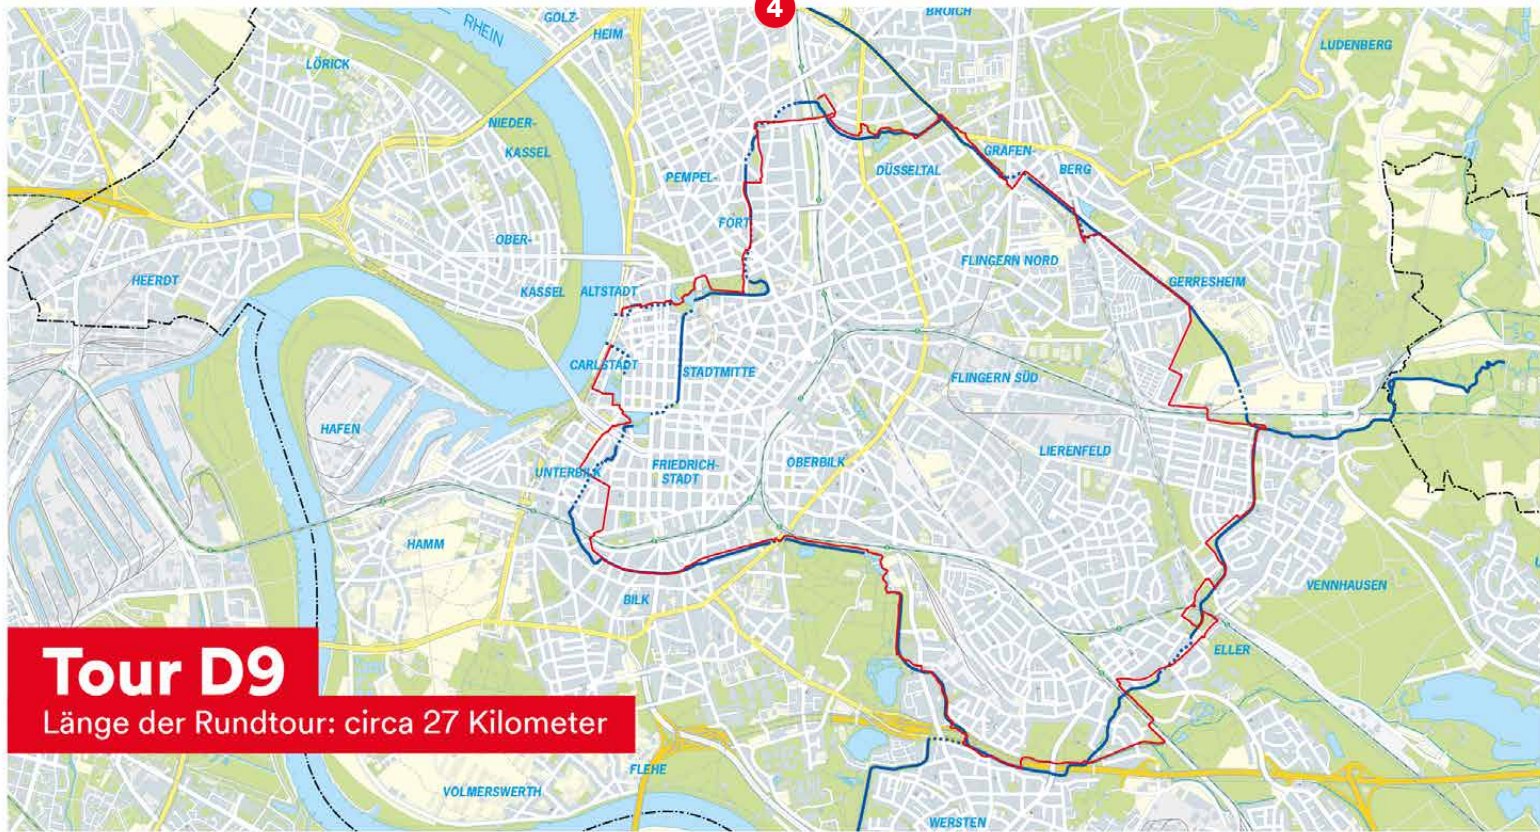 4
BROICH
GOLZ-
HEIM
RHEIN
LUDENBERG
LÖRICK
NIEDER-
KASSEL
GRAFEN-
BERG
DÜSSELTAL
PEMPEL-
FORT
OBER-
KASSEL
FLINGERN NORD
HEERDT
ALTSTADT
GERRESHEIM
CARLSTADT
STADTMITTE
FLINGERN SÜD
HAFEN
LIERENFELD
UNTERBILK
FRIEDRICH-
STADT
OBERBILK
HAMM
VENNHAUSEN
BILK
ELLER
Tour D9
Länge der Rundtour: circa 27 Kilometer
FLEHE
VOLMERSWERTH
WERSTEN